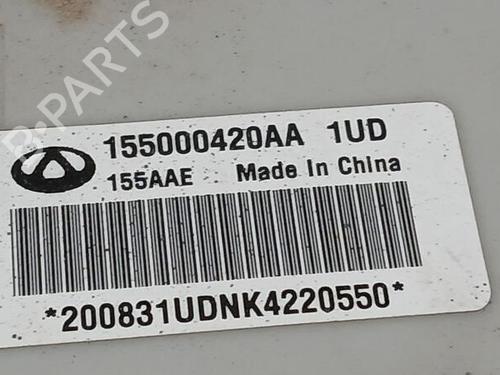 155000420AA 1UD
155AAE Made In China
*200831UDNK4220550*
B-PARTS